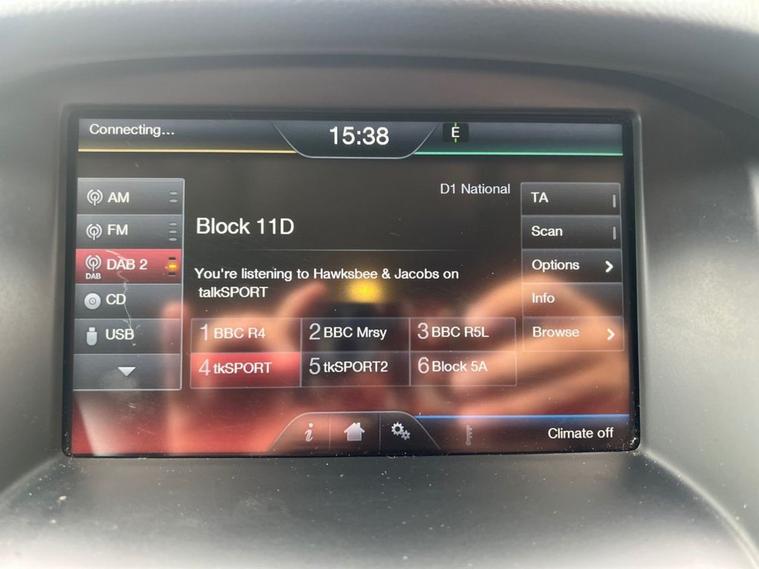 Connecting...
15:38
E
AM
FM
DAB
DAB 2
CD
USB
D1 National
Block 11D
You're listening to Hawksbee & Jacobs on
talkSPORT
1 BBC R4
2 BBC Mrsy
3 BBC R5L
4 tkSPORT
5 tkSPORT2
6 Block 5A
TA
Scan
Options
Info
Browse
i
Climate off